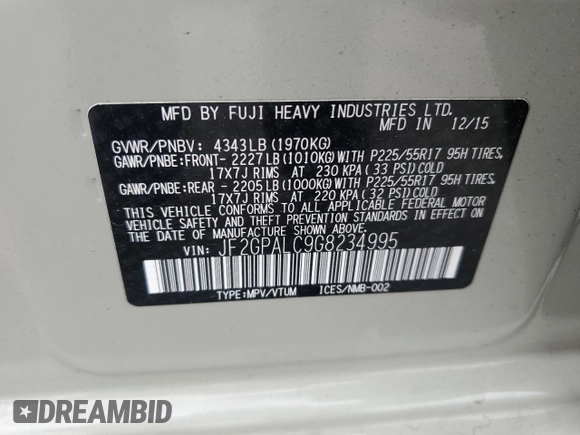 MFD BY FUJI HEAVY INDUSTRIES LTD.
MFD IN 12/15
GVWR/PNBV: 4343LB(1970KG)
GAWR/PNBE:FRONT- 2227LB(1010KG)WITH P225/55R17 95H TIRES,
17X7J RIMS AT 230 KPA(33 PSI)COLD
GAWR/PNBE:REAR - 2205LB(1000KG)WITH P225/55R17 95H TIRES,
17X7J RIMS AT 220 KPA(32 PSI)COLD
THIS VEHICLE CONFORMS TO ALL APPLICABLE FEDERAL MOTOR
VEHICLE SAFETY AND THEFT PREVENTION STANDARDS IN EFFECT
ON THE DATE OF MANUFACTURE SHOWN ABOVE.
VIN: JF2GPALC9G8234995
TYPE:MPV/VTUM ICES/NMB-002
DREAMBID